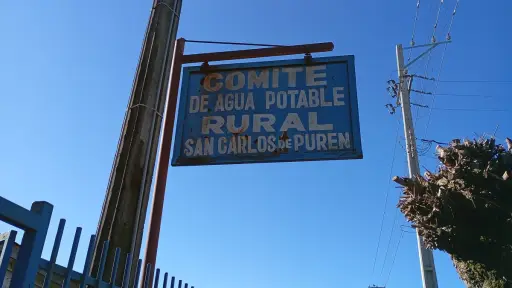 COMITE
DE AGUA POTABLE
RURAL
SAN CARLOS DE PUREN